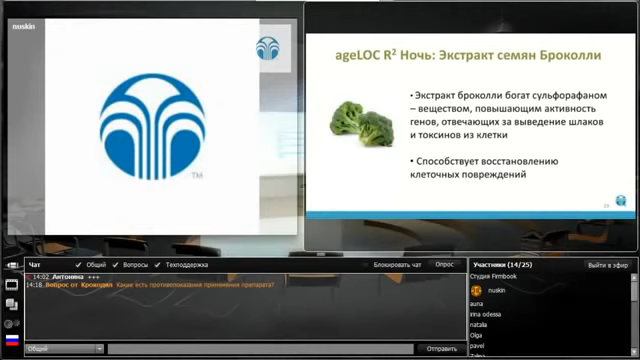 nuskin
TM
ageLOC R² Ночь: Экстракт семян Броколли
• Экстракт броколли богат сульфорафаном
– веществом, повышающим активность
генов, отвечающих за выведение шлаков
и токсинов из клетки
• Способствует восстановлению
клеточных повреждений
Чат
Общий
Вопросы
Техподдержка
Блокировать чат
Опрос
Участники (14/25)
Выйти в эфир
14:02 Антонина +++
14:18 Вопрос от Крокодил Какие есть противопоказания применения препарата?
Студия Firmbook
nuskin
auna
irina odessa
natalia
Olga
pavel
Общий
Отправить